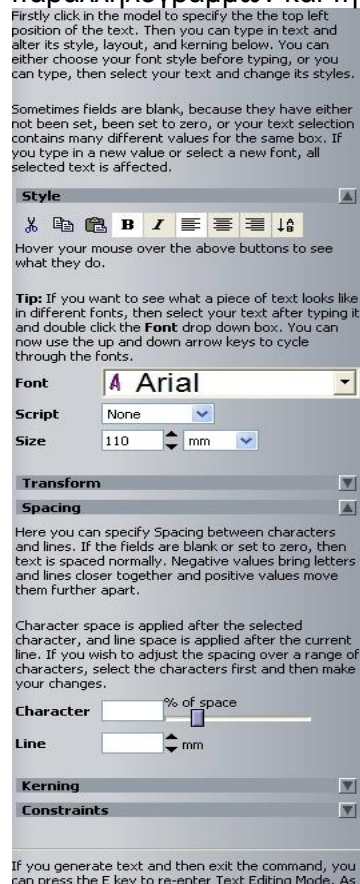 Firstly click in the model to specify the the top left
position of the text. Then you can type in text and
alter its style, layout, and kerning below. You can
either choose your font style before typing, or you
can type, then select your text and change its styles.
Sometimes fields are blank, because they have either
not been set, been set to zero, or your text selection
contains many different values for the same box. If
you type in a new value or select a new font, all
selected text is affected.
Style
B I
Hover your mouse over the above buttons to see
what they do.
Tip: If you want to see what a piece of text looks like
in different fonts, then select your text after typing it
and double click the Font drop down box. You can
now use the up and down arrow keys to cycle
through the fonts.
Font A Arial
Script None
Size 110 mm
Transform
Spacing
Here you can specify Spacing between characters
and lines. If the fields are blank or set to zero, then
text is spaced normally. Negative values bring letters
and lines closer together and positive values move
them further apart.
Character space is applied after the selected
character, and line space is applied after the current
line. If you wish to adjust the spacing over a range of
characters, select the characters first and then make
your changes.
Character % of space
Line mm
Kerning
Constraints
If you generate text and then exit the command, you
can press the E key to re-enter Text Editing Mode. As